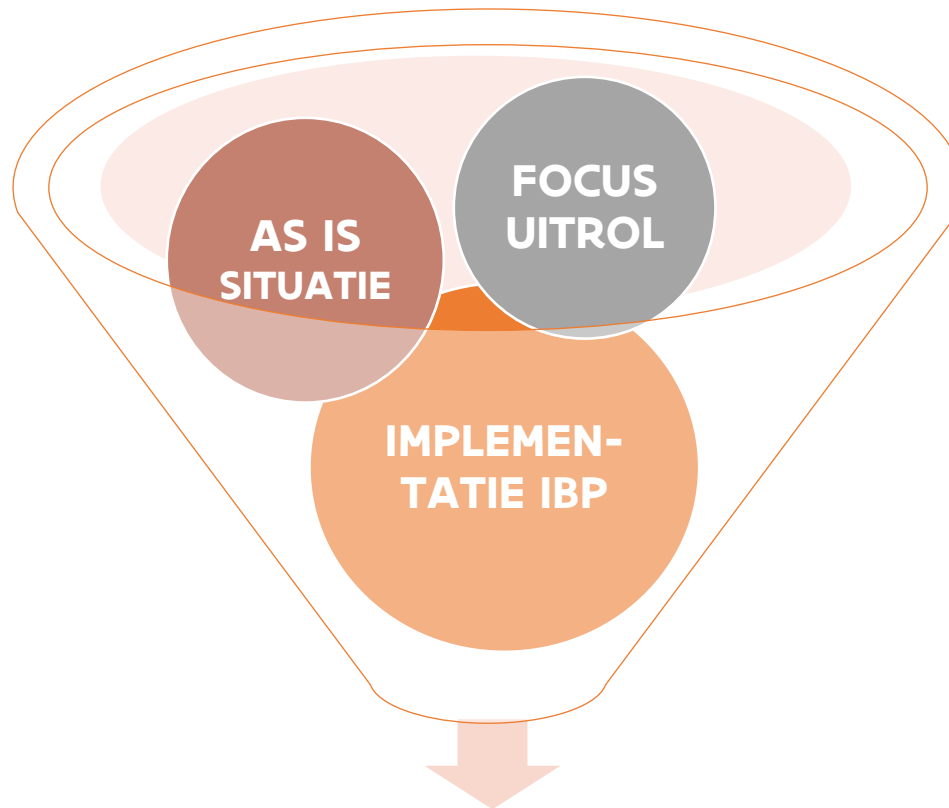 AS IS
SITUATIE
FOCUS
UITROL
IMPLEMEN-
TATIE IBP